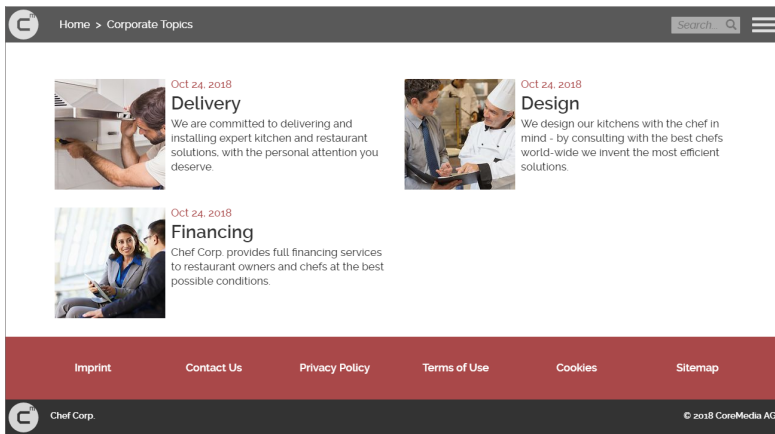 Cm
Home > Corporate Topics
Search...
Oct 24, 2018
Delivery
We are committed to delivering and
installing expert kitchen and restaurant
solutions, with the personal attention you
deserve.
Oct 24, 2018
Design
We design our kitchens with the chef in
mind - by consulting with the best chefs
world-wide we invent the most efficient
solutions.
Oct 24, 2018
Financing
Chef Corp. provides full financing services
to restaurant owners and chefs at the best
possible conditions.
Imprint Contact Us Privacy Policy Terms of Use Cookies Sitemap
Cm
Chef Corp. © 2018 CoreMedia AG